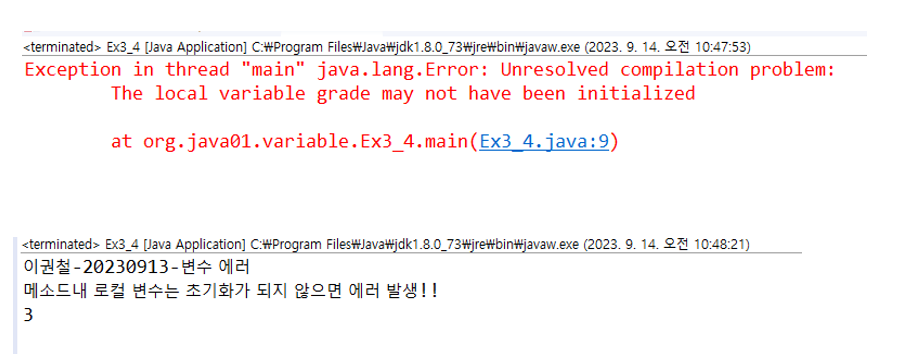 <terminated> Ex3_4 [Java Application] C:₩Program Files₩Java₩jdk1.8.0_73₩jre₩bin₩javaw.exe (2023. 9. 14. 오전 10:47:53)
Exception in thread "main" java.lang.Error: Unresolved compilation problem:
The local variable grade may not have been initialized
at org.java01.variable.Ex3_4.main(Ex3_4.java:9)
<terminated> Ex3_4 [Java Application] C:₩Program Files₩Java₩jdk1.8.0_73₩jre₩bin₩javaw.exe (2023. 9. 14. 오전 10:48:21)
이권철-20230913-변수 에러
메소드내 로컬 변수는 초기화가 되지 않으면 에러 발생!!
3